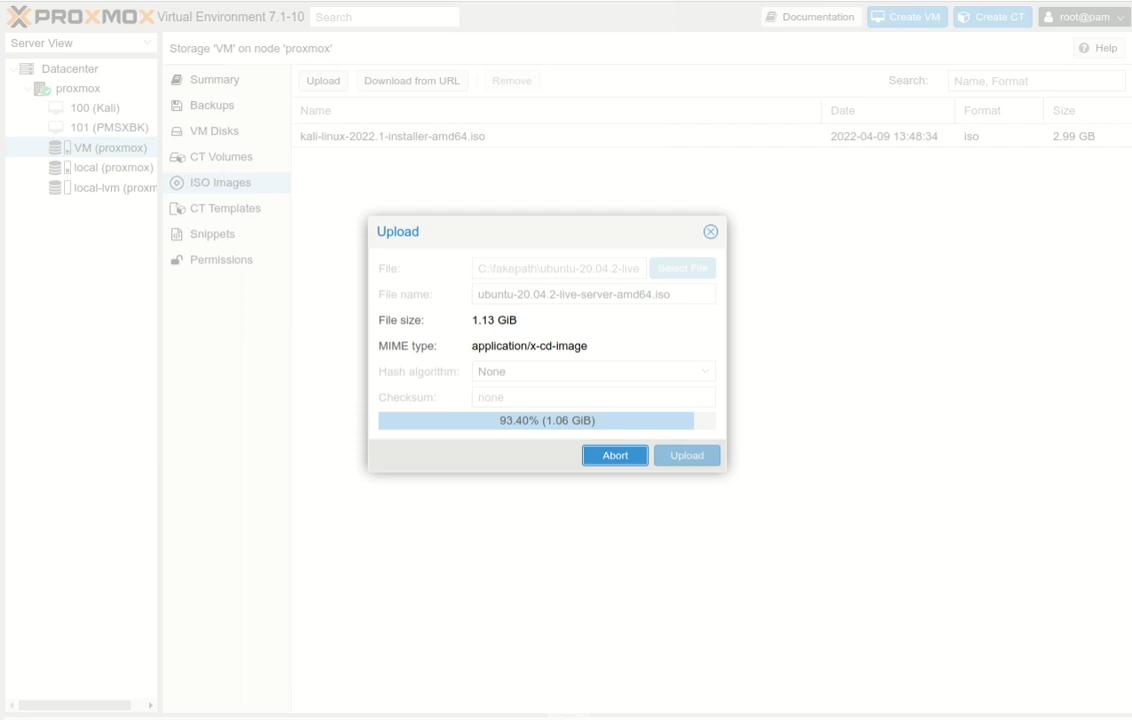 PROXMOX Virtual Environment 7.1-10 Search Documentation Create VM Create CT root@pam
Server View
Storage 'VM' on node 'proxmox' Help
Datacenter
proxmox
100 (Kali)
101 (PMSXBK)
VM (proxmox)
local (proxmox)
local-lvm (proxm
Summary
Backups
VM Disks
CT Volumes
ISO Images
CT Templates
Snippets
Permissions
Upload Download from URL Remove Search: Name, Format
Name Date Format Size
kali-linux-2022.1-installer-amd64.iso 2022-04-09 13:48:34 iso 2.99 GB
Upload
File: C:\fakepath\ubuntu-20.04.2-live Select File
File name: ubuntu-20.04.2-live-server-amd64.iso
File size: 1.13 GiB
MIME type: application/x-cd-image
Hash algorithm: None
Checksum: none
93.40% (1.06 GiB)
Abort Upload